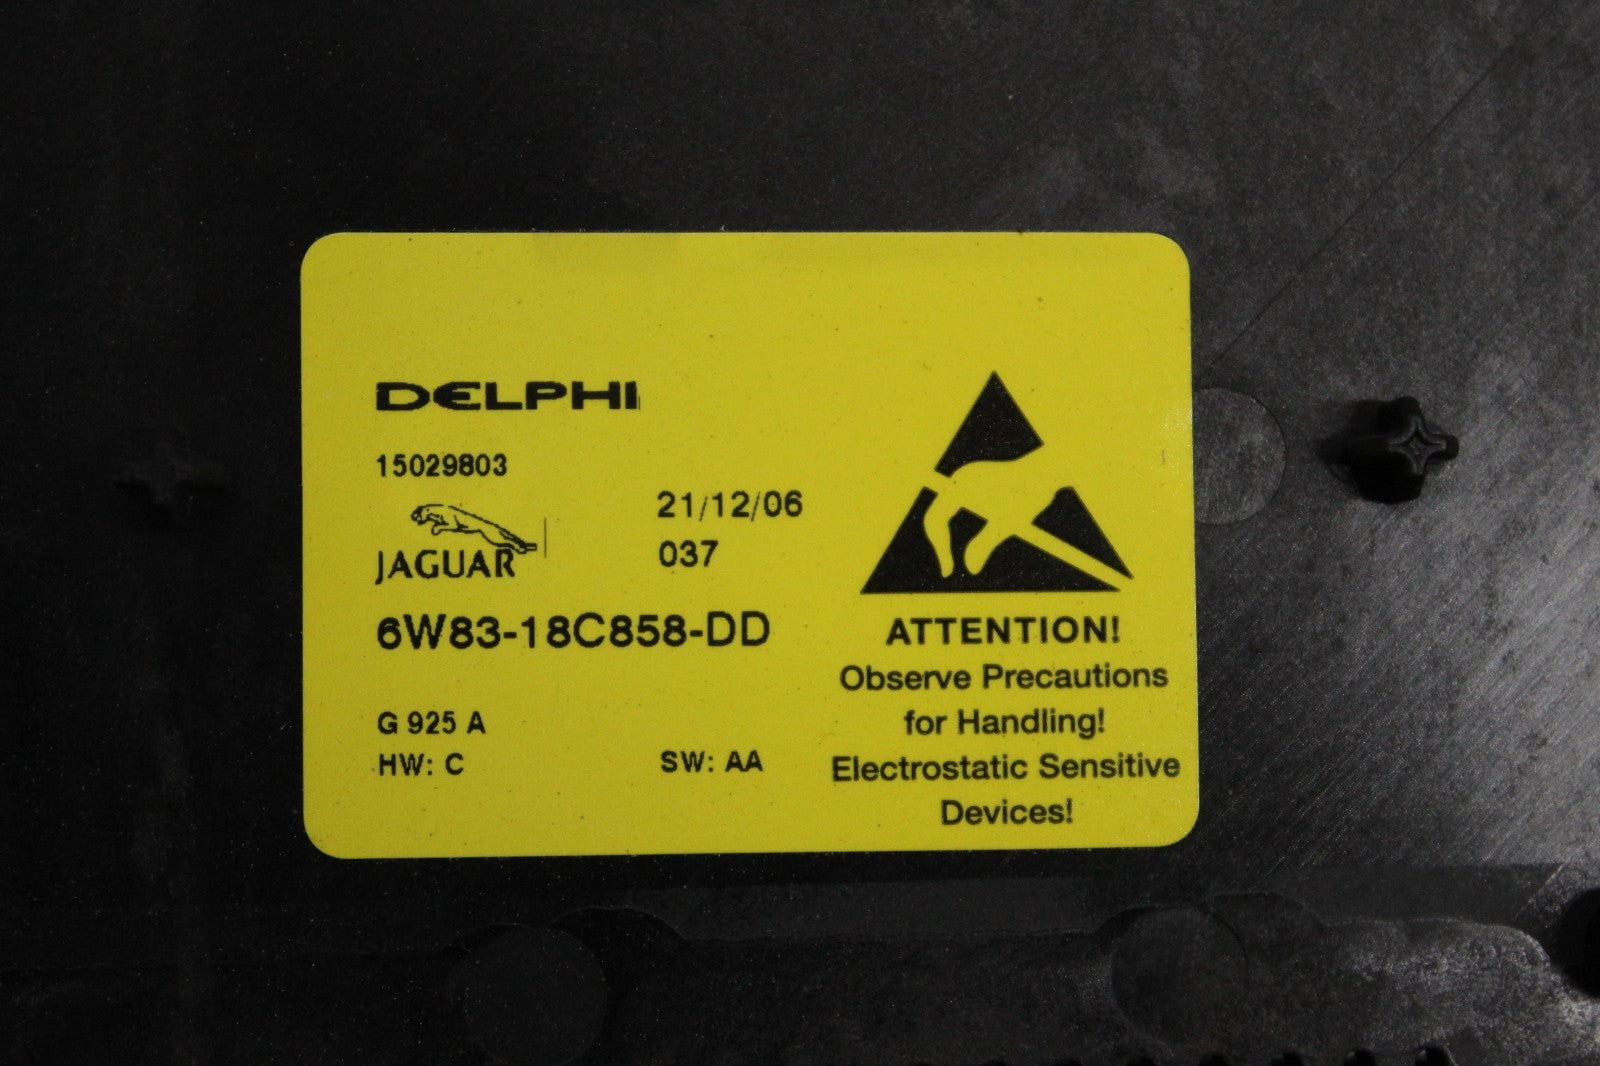 DELPHI
15029803
JAGUAR
21/12/06
037
6W83-18C858-DD
G 925 A
HW: C
SW: AA
ATTENTION!
Observe Precautions
for Handling!
Electrostatic Sensitive
Devices!